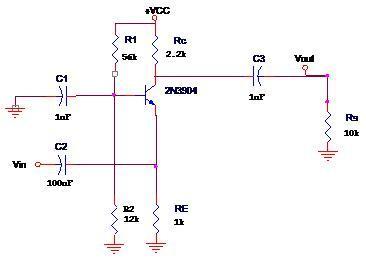 +VCC
R1
56k
Rc
2.2k
C1
1nF
2N3904
C3
1nF
Vout
Rs
10k
Vin
C2
100nF
R2
12k
RE
1k